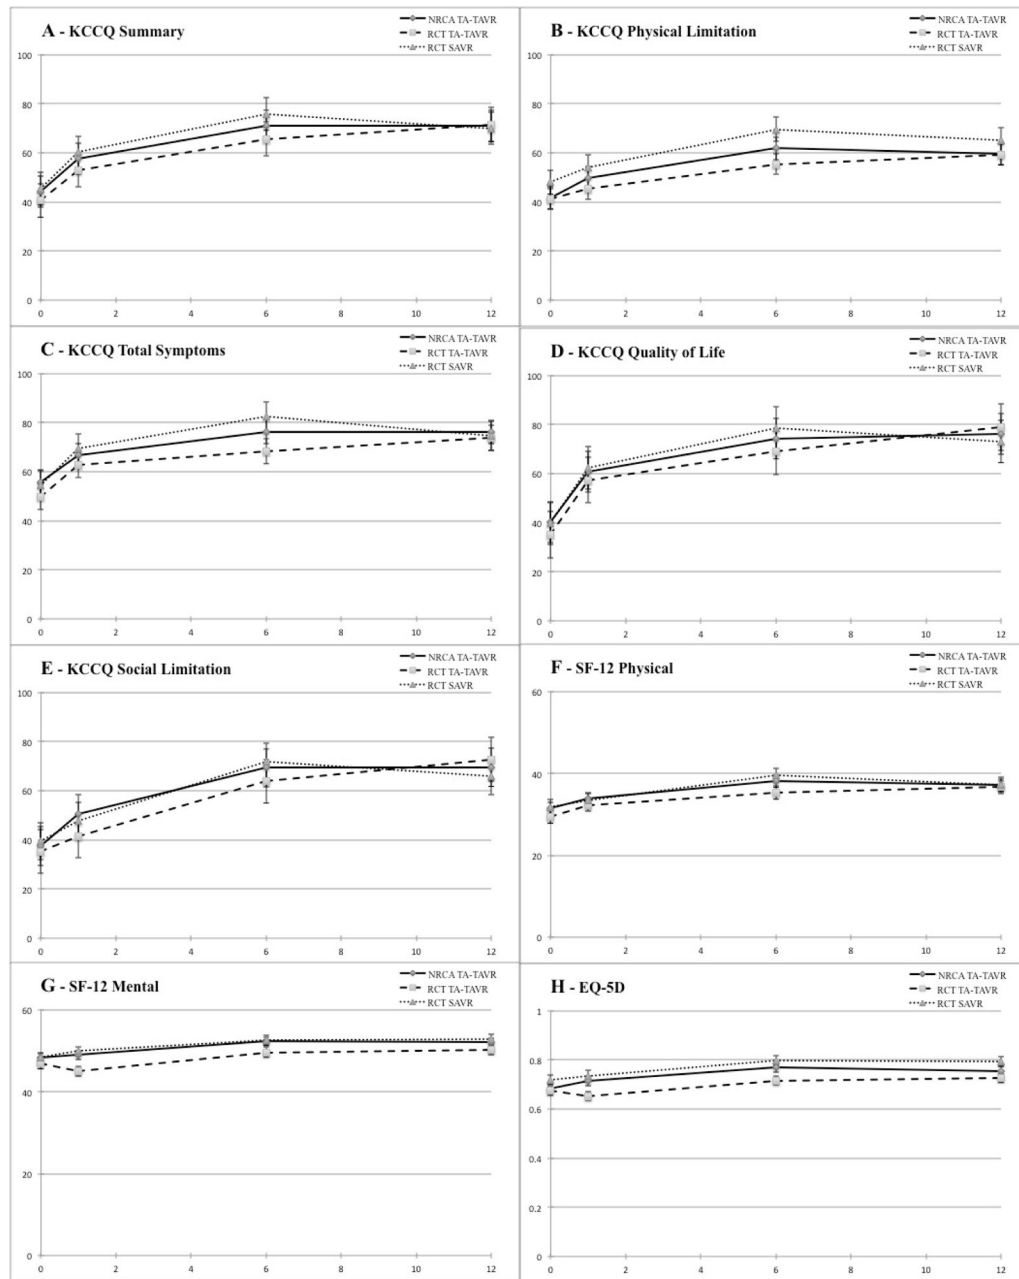 A - KCCQ Summary
NRCA TA-TAVR
RCT TA-TAVR
RCT SAVR
100
80
60
40
20
0
0 2 4 6 8 10 12
B - KCCQ Physical Limitation
NRCA TA-TAVR
RCT TA-TAVR
RCT SAVR
100
80
60
40
20
0
0 2 4 6 8 10 12
C - KCCQ Total Symptoms
NRCA TA-TAVR
RCT TA-TAVR
RCT SAVR
100
80
60
40
20
0
0 2 4 6 8 10 12
D - KCCQ Quality of Life
NRCA TA-TAVR
RCT TA-TAVR
RCT SAVR
100
80
60
40
20
0
0 2 4 6 8 10 12
E - KCCQ Social Limitation
NRCA TA-TAVR
RCT TA-TAVR
RCT SAVR
100
80
60
40
20
0
0 2 4 6 8 10 12
F - SF-12 Physical
NRCA TA-TAVR
RCT TA-TAVR
RCT SAVR
60
40
20
0
0 2 4 6 8 10 12
G - SF-12 Mental
NRCA TA-TAVR
RCT TA-TAVR
RCT SAVR
60
40
20
0
0 2 4 6 8 10 12
H - EQ-5D
NRCA TA-TAVR
RCT TA-TAVR
RCT SAVR
1
0.8
0.6
0.4
0.2
0
0 2 4 6 8 10 12